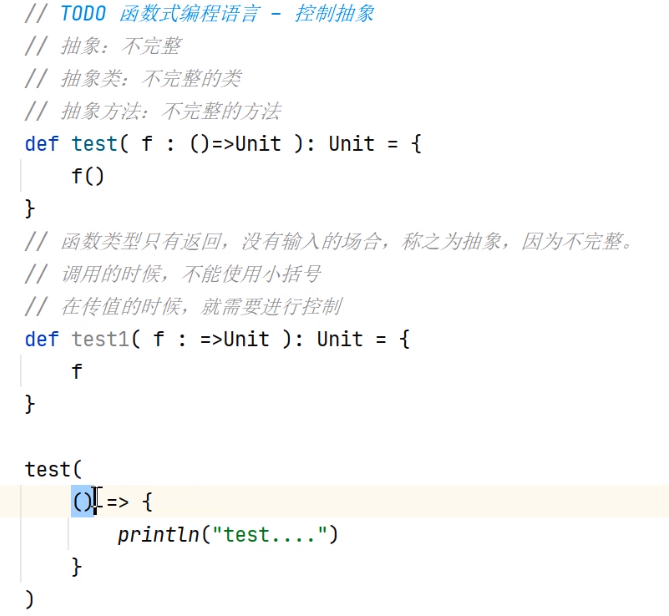 // TODO 函数式编程语言 - 控制抽象
// 抽象：不完整
// 抽象类：不完整的类
// 抽象方法：不完整的方法
def test( f : ()=>Unit ): Unit = {
f()
}
// 函数类型只有返回，没有输入的场合，称之为抽象，因为不完整。
// 调用的时候，不能使用小括号
// 在传值的时候，就需要进行控制
def test1( f : =>Unit ): Unit = {
f
}
test(
() => {
println("test....")
}
)